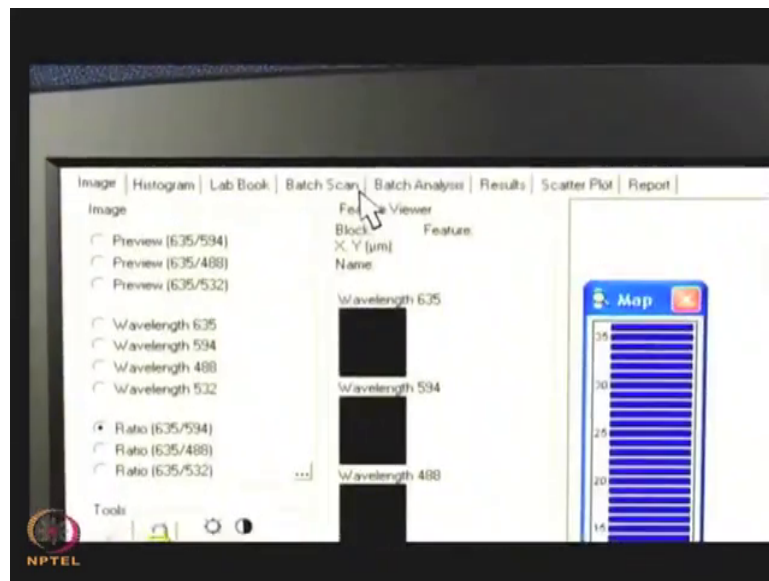 Image Histogram Lab Book Batch Scan Batch Analysis Results Scatter Plot Report
Image
Preview (635/594)
Preview (635/488)
Preview (635/532)
Wavelength 635
Wavelength 594
Wavelength 488
Wavelength 532
Ratio (635/594)
Ratio (635/488)
Ratio (635/532)
...
Tools
Viewer
Block: Feature:
X, Y (µm)
Name:
Wavelength 635
Wavelength 594
Wavelength 488
Map
35
30
25
20
15
NPTEL